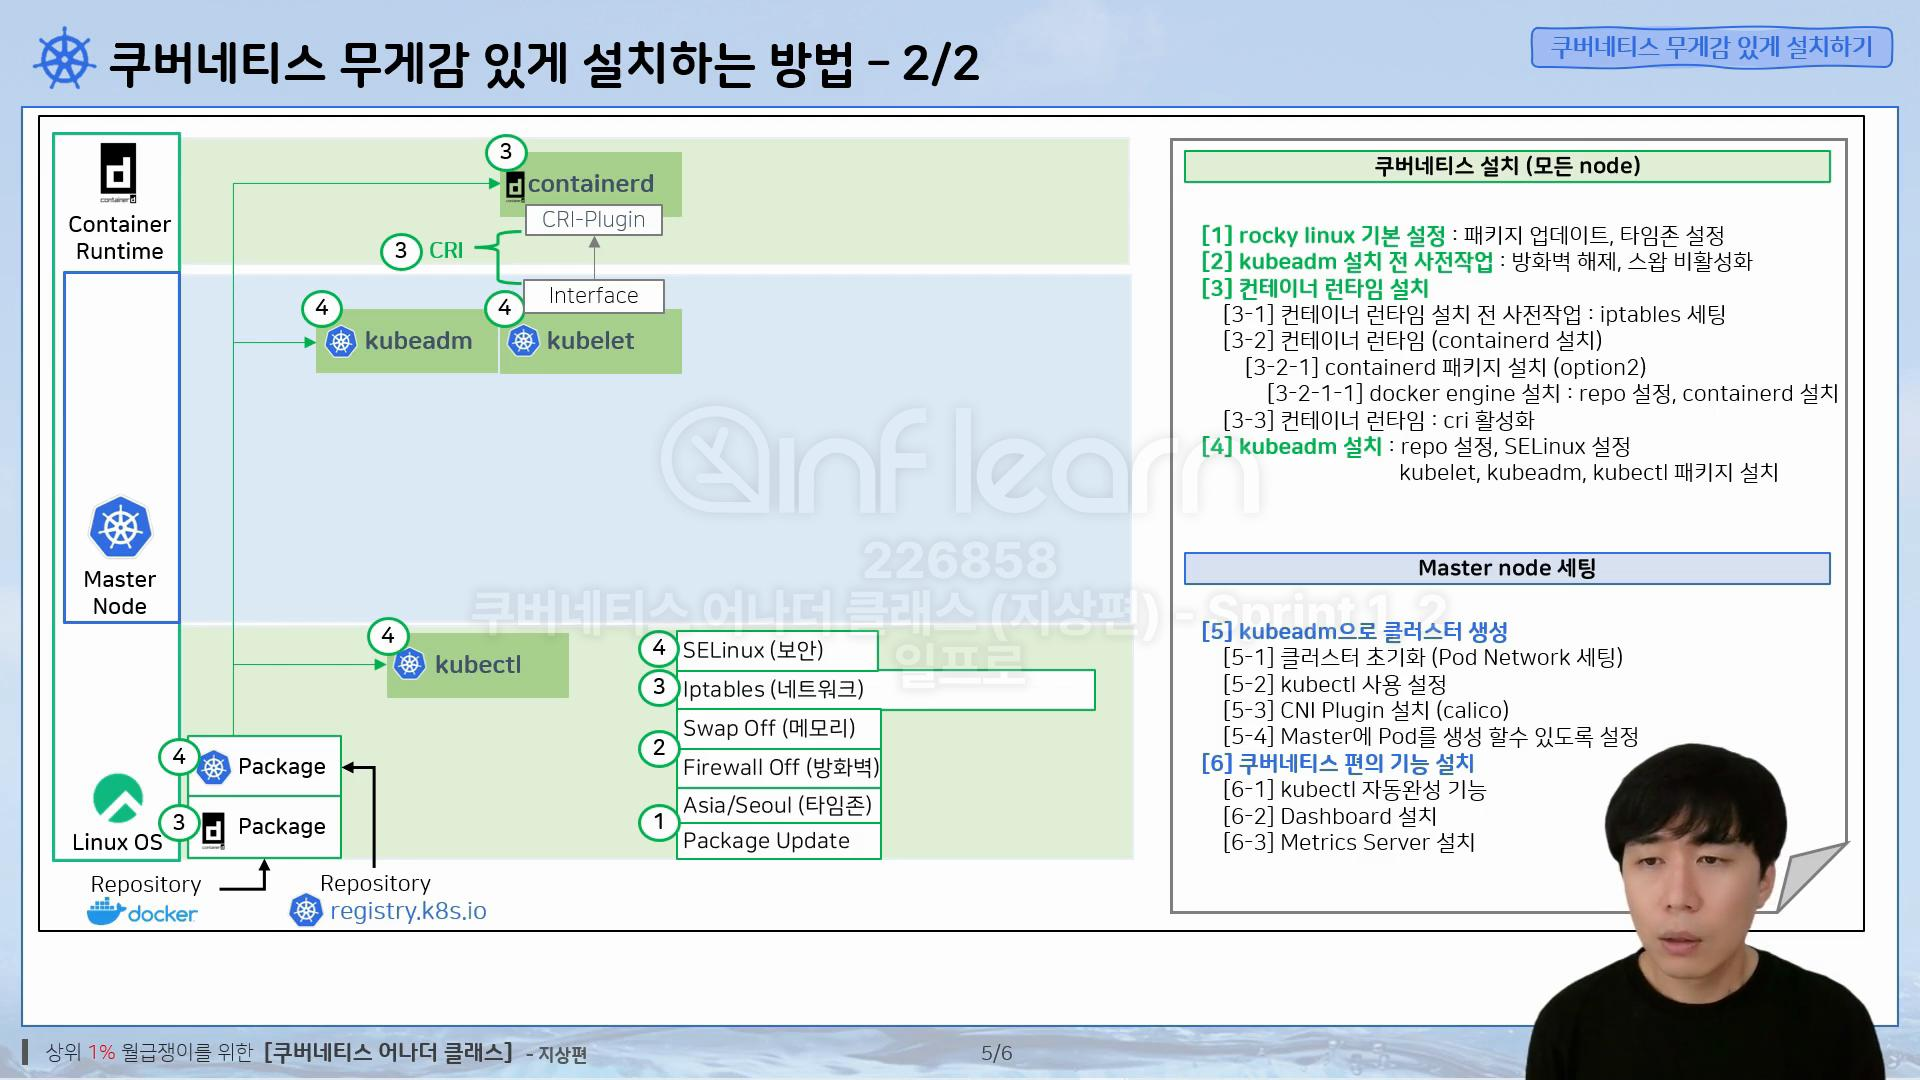 쿠버네티스 무게감 있게 설치하는 방법 – 2/2
쿠버네티스 무게감 있게 설치하기
containerd
Container
Runtime
3
containerd
containerd
CRI-Plugin
3 CRI
Interface
4
kubeadm
4
kubelet
Master
Node
4
kubectl
4 SELinux (보안)
3 Iptables (네트워크)
Swap Off (메모리)
2
Firewall Off (방화벽)
Asia/Seoul (타임존)
1
Package Update
4 Package
3 Package
containerd
Linux OS
Repository
docker
Repository
registry.k8s.io
쿠버네티스 설치 (모든 node)
[1] rocky linux 기본 설정 : 패키지 업데이트, 타임존 설정
[2] kubeadm 설치 전 사전작업 : 방화벽 해제, 스왑 비활성화
[3] 컨테이너 런타임 설치
[3-1] 컨테이너 런타임 설치 전 사전작업 : iptables 세팅
[3-2] 컨테이너 런타임 (containerd 설치)
[3-2-1] containerd 패키지 설치 (option2)
[3-2-1-1] docker engine 설치 : repo 설정, containerd 설치
[3-3] 컨테이너 런타임 : cri 활성화
[4] kubeadm 설치 : repo 설정, SELinux 설정
kubelet, kubeadm, kubectl 패키지 설치
Master node 세팅
[5] kubeadm으로 클러스터 생성
[5-1] 클러스터 초기화 (Pod Network 세팅)
[5-2] kubectl 사용 설정
[5-3] CNI Plugin 설치 (calico)
[5-4] Master에 Pod를 생성 할수 있도록 설정
[6] 쿠버네티스 편의 기능 설치
[6-1] kubectl 자동완성 기능
[6-2] Dashboard 설치
[6-3] Metrics Server 설치
inflearn
226858
쿠버네티스 어나더 클래스 (지상편) - Sprint 1, 2
일프로
상위 1% 월급쟁이를 위한 [쿠버네티스 어나더 클래스] - 지상편
5/6